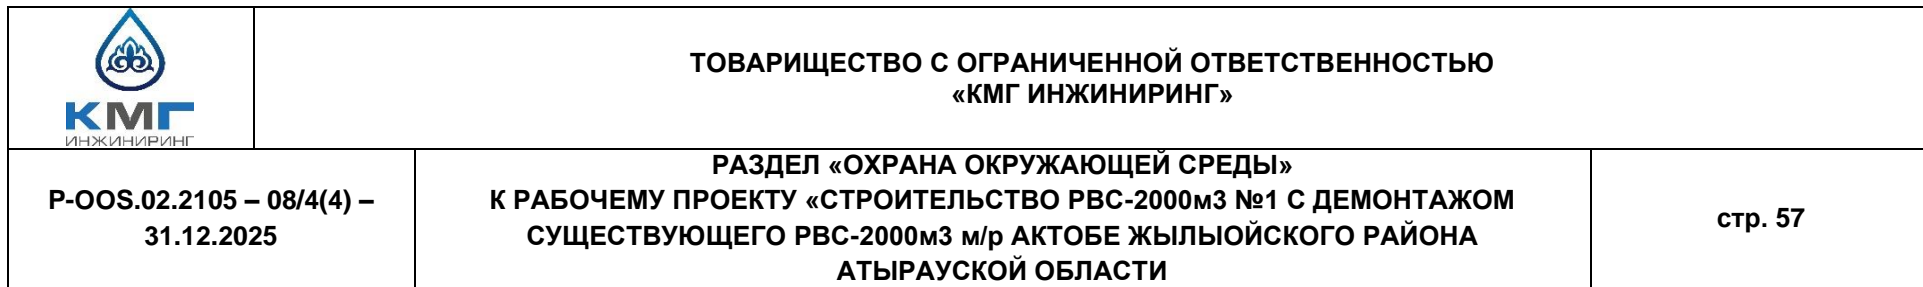 КМГ
ИНЖИНИРИНГ
ТОВАРИЩЕСТВО С ОГРАНИЧЕННОЙ ОТВЕТСТВЕННОСТЬЮ
«КМГ ИНЖИНИРИНГ»
P-OOS.02.2105 – 08/4(4) –
31.12.2025
РАЗДЕЛ «ОХРАНА ОКРУЖАЮЩЕЙ СРЕДЫ»
К РАБОЧЕМУ ПРОЕКТУ «СТРОИТЕЛЬСТВО РВС-2000м3 №1 С ДЕМОНТАЖОМ
СУЩЕСТВУЮЩЕГО РВС-2000м3 м/р АКТОБЕ ЖЫЛЫОЙСКОГО РАЙОНА
АТЫРАУСКОЙ ОБЛАСТИ
стр. 57